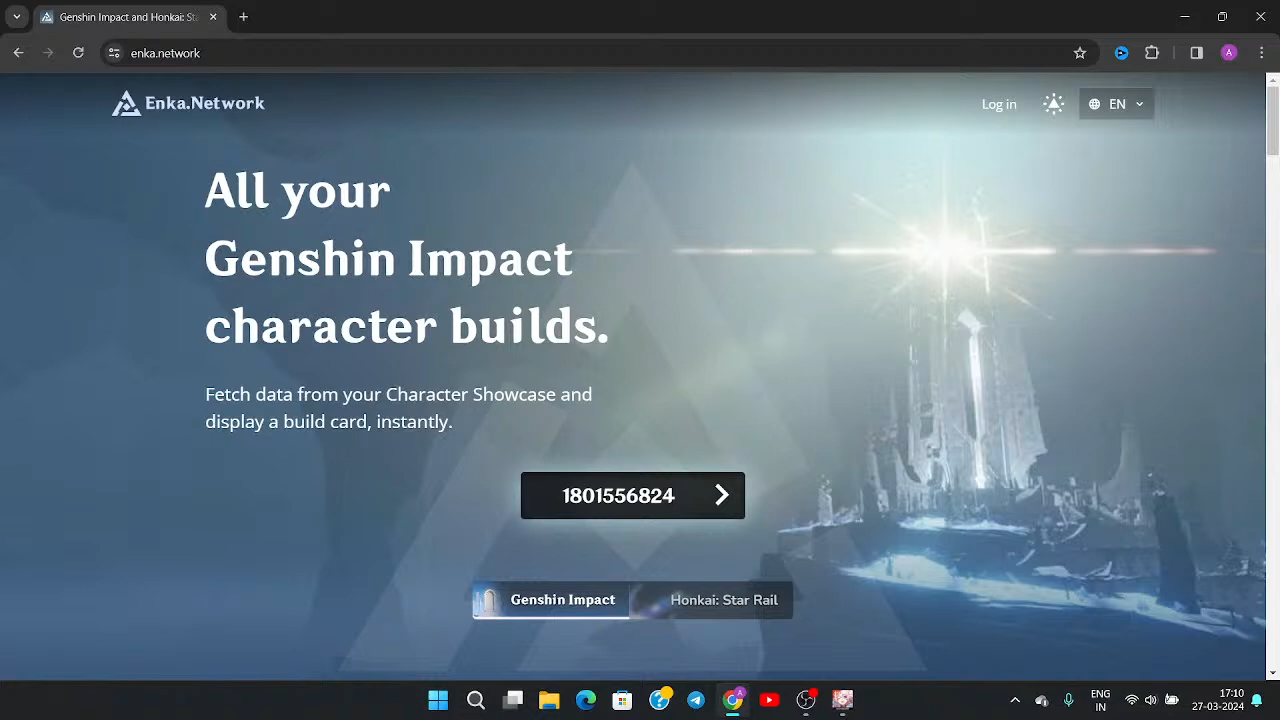 Genshin Impact and Honkai: Sta
enka.network
A
Enka.Network
Log in
EN
All your
Genshin Impact
character builds.
Fetch data from your Character Showcase and
display a build card, instantly.
1801556824
Genshin Impact
Honkai: Star Rail
A
ENG
IN
17:10
27-03-2024